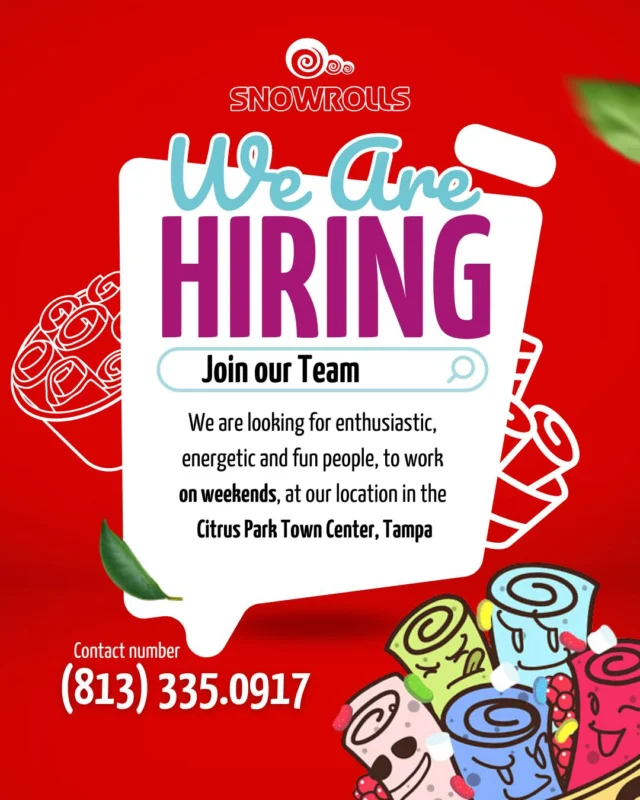 SNOWROLLS
We Are
HIRING
Join our Team
We are looking for enthusiastic,
energetic and fun people, to work
on weekends, at our location in the
Citrus Park Town Center, Tampa
Contact number
(813) 335.0917